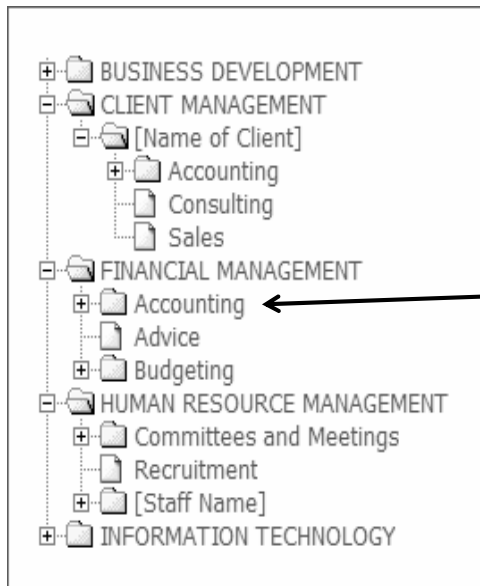 BUSINESS DEVELOPMENT
CLIENT MANAGEMENT
[Name of Client]
Accounting
Consulting
Sales
FINANCIAL MANAGEMENT
Accounting
Advice
Budgeting
HUMAN RESOURCE MANAGEMENT
Committees and Meetings
Recruitment
[Staff Name]
INFORMATION TECHNOLOGY